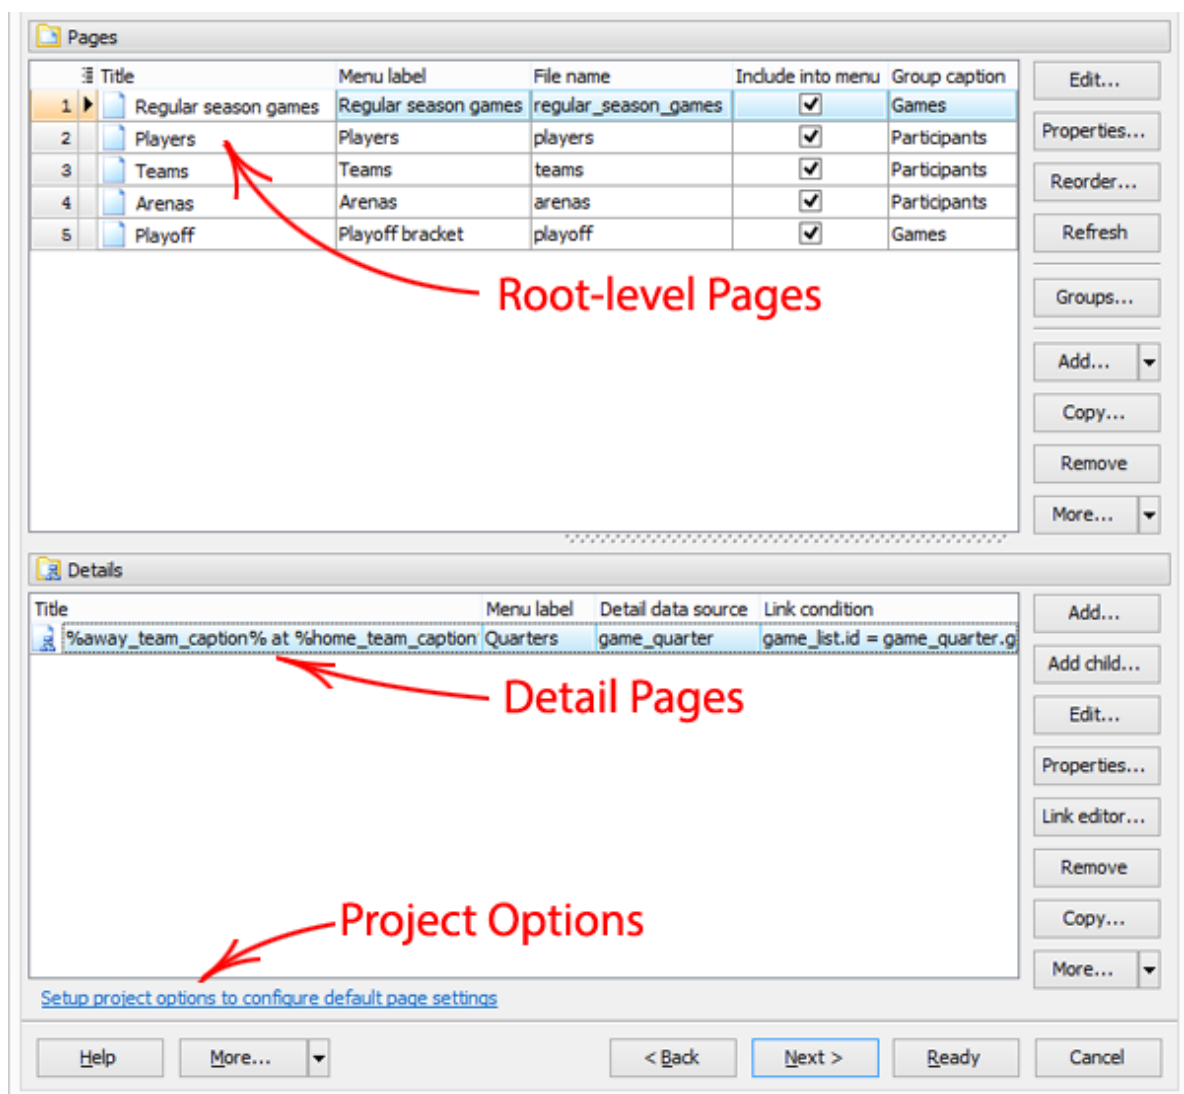 Pages
Title Menu label File name Include into menu Group caption
1 Regular season games Regular season games regular_season_games Games
2 Players Players players Participants
3 Teams Teams teams Participants
4 Arenas Arenas arenas Participants
5 Playoff Playoff bracket playoff Games
Root-level Pages
Edit...
Properties...
Reorder...
Refresh
Groups...
Add...
Copy...
Remove
More...
Details
Title Menu label Detail data source Link condition
%away_team_caption% at %home_team_caption Quarters game_quarter game_list.id = game_quarter.g
Detail Pages
Add...
Add child...
Edit...
Properties...
Link editor...
Remove
Copy...
More...
Project Options
Setup project options to configure default page settings
Help More... < Back Next > Ready Cancel